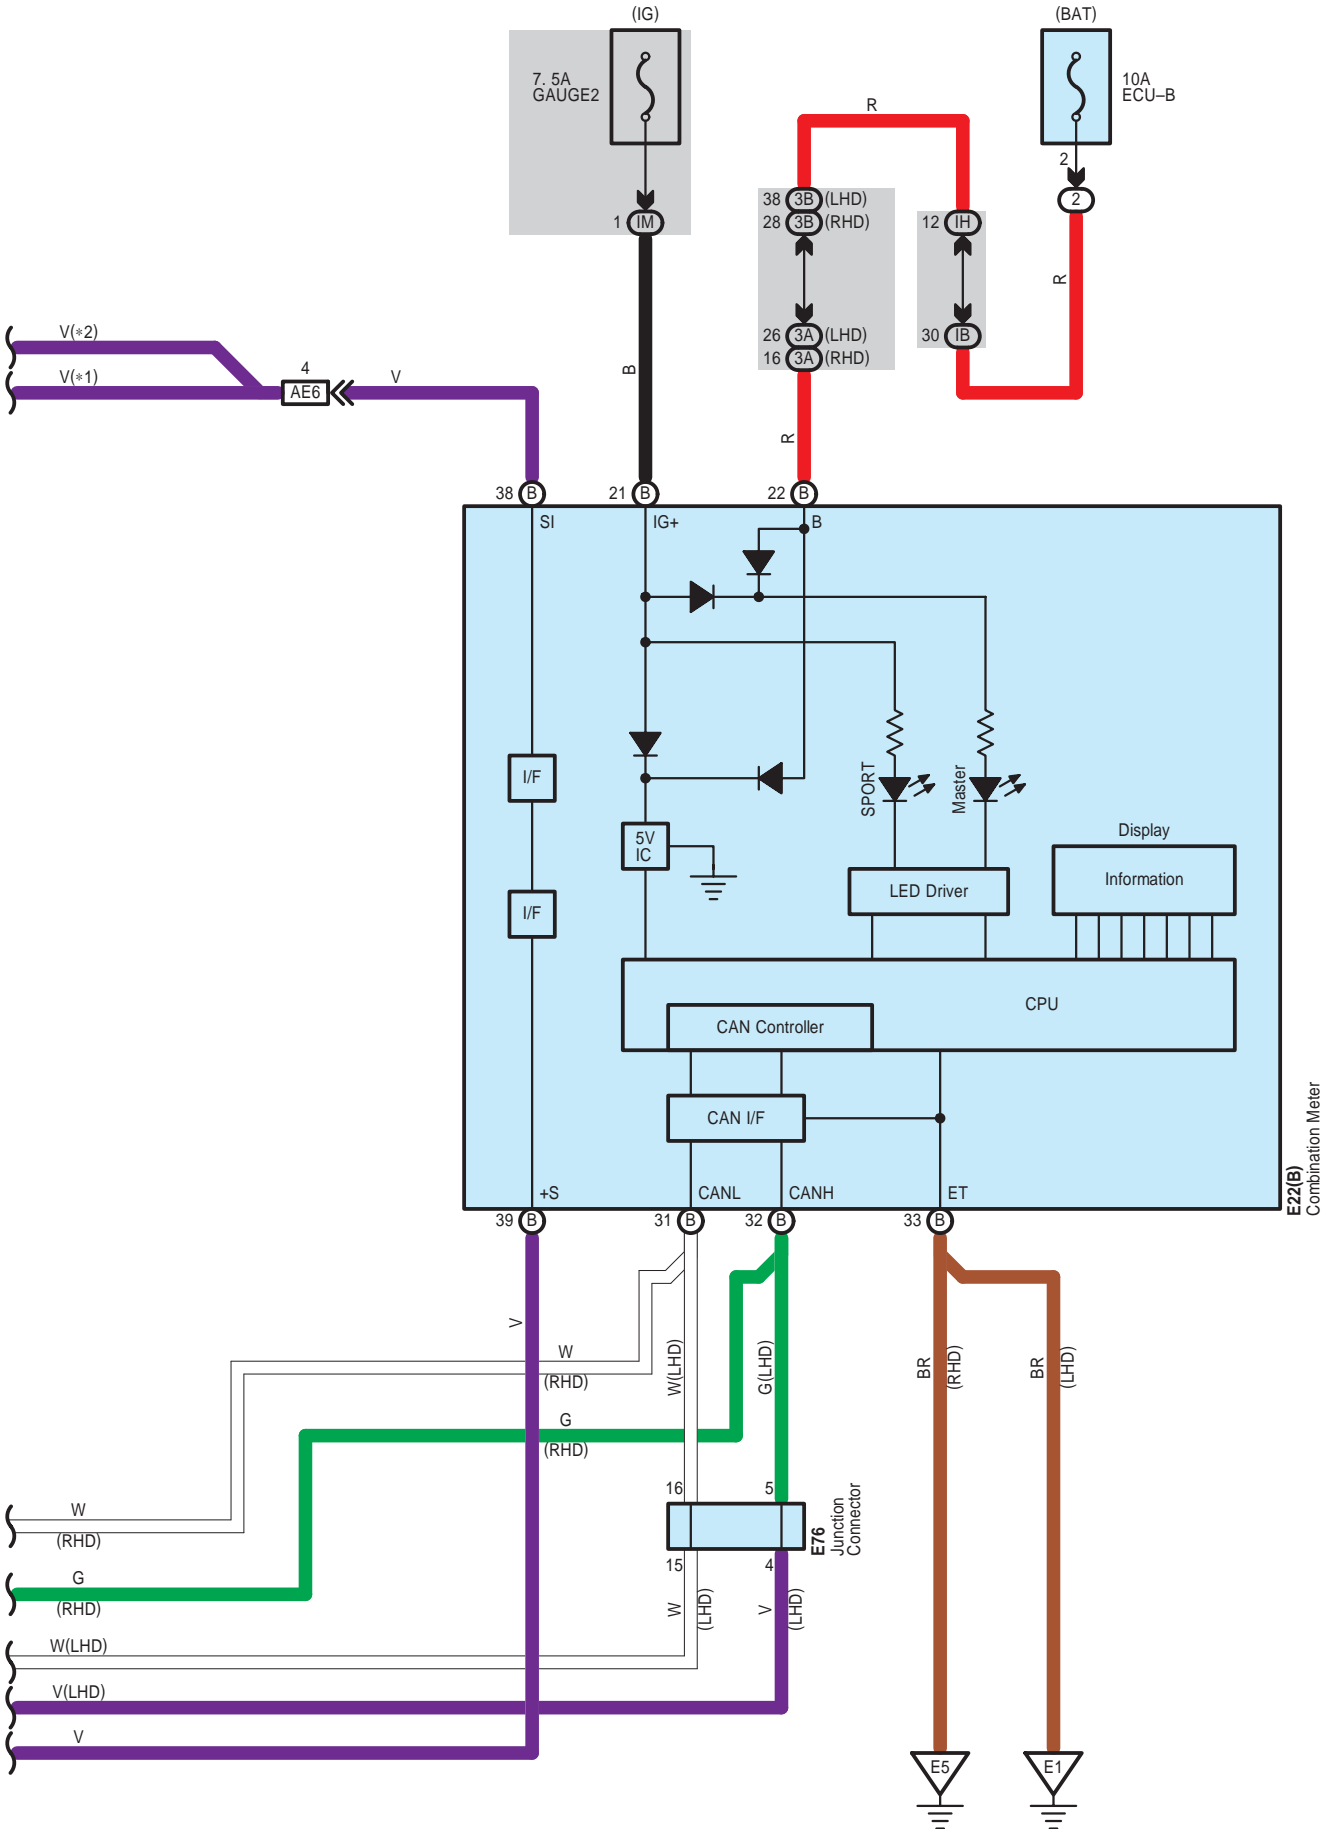 (IG)
(BAT)
7. 5A
GAUGE2
10A
ECU–B
R
2
38 3B (LHD)
2
28 3B (RHD)
1 IM
12 IH
R
V(*2)
26 3A (LHD)
30 IB
16 3A (RHD)
4
B
V(*1)
V
AE6
R
38 B
21 B
22 B
SI
IG+
B
I/F
SPORT
Master
5V
IC
Display
Information
LED Driver
I/F
CPU
CAN Controller
CAN I/F
E22(B)
Combination Meter
+S
CANL
CANH
ET
39 B
31 B
32 B
33 B
V
W
(RHD)
W(LHD)
G(LHD)
BR
(RHD)
BR
(LHD)
G
(RHD)
16
5
W
(RHD)
E76
Junction
Connector
15
4
G
(RHD)
W
(LHD)
V
(LHD)
W(LHD)
V(LHD)
V
E5
E1